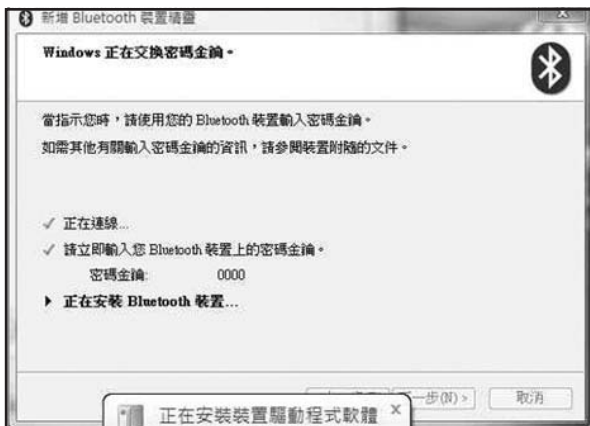 新增 Bluetooth 裝置精靈
Windows 正在交換密碼金鑰。
當指示您時，請使用您的 Bluetooth 裝置輸入密碼金鑰。
如需其他有關輸入密碼金鑰的資訊，請參閱裝置附隨的文件。
正在連線...
請立即輸入您 Bluetooth 裝置上的密碼金鑰。
密碼金鑰: 0000
正在安裝 Bluetooth 裝置...
一步(N) > 取消
正在安裝裝置驅動程式軟體